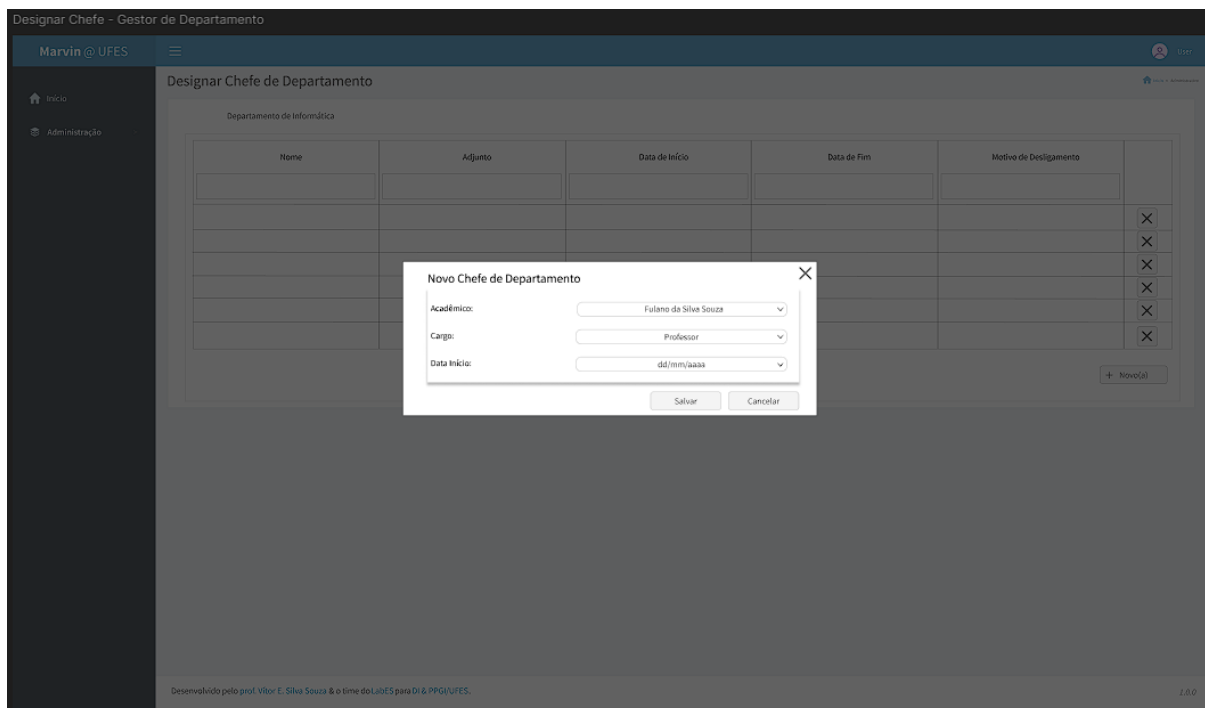 Designar Chefe - Gestor de Departamento
Marvin @ UFES
User
Designar Chefe de Departamento
Início
Administração
Departamento de Informática
Nome Adjunto Data de Início Data de Fim Motivo de Desligamento
Novo Chefe de Departamento
Acadêmico: Fulano da Silva Souza
Cargo: Professor
Data Início: dd/mm/aaaa
Salvar Cancelar
+ Novo(a)
Desenvolvido pelo prof. Vítor E. Silva Souza & o time do LabES para DI & PPGI/UFES.
1.0.0